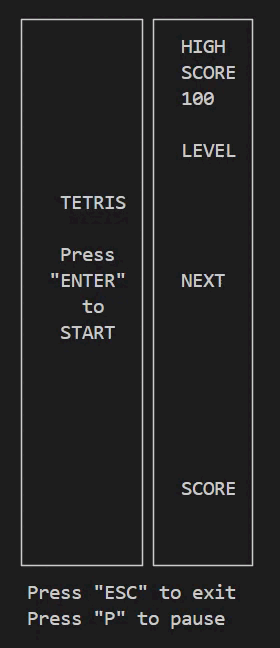 TETRIS
Press
"ENTER"
to
START
HIGH
SCORE
100
LEVEL
NEXT
SCORE
Press "ESC" to exit
Press "P" to pause